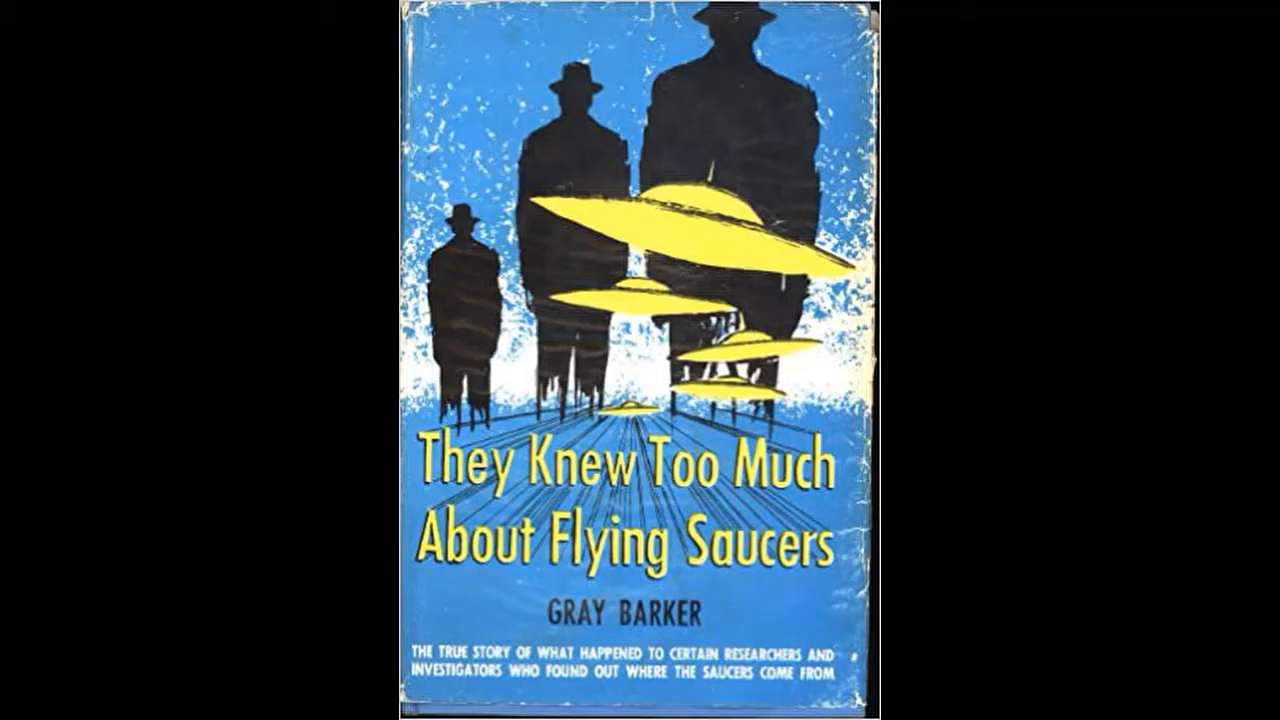 They Knew Too Much
About Flying Saucers
GRAY BARKER
THE TRUE STORY OF WHAT HAPPENED TO CERTAIN RESEARCHERS AND
INVESTIGATORS WHO FOUND OUT WHERE THE SAUCERS COME FROM